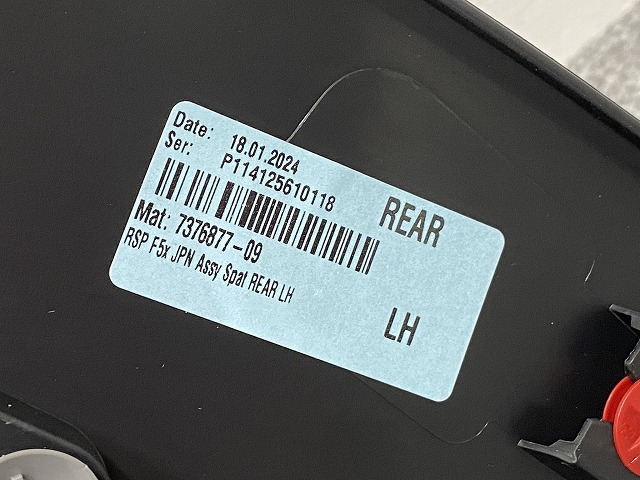 Date: 18.01.2024
Ser: P114125610118
REAR
Mat: 7376877-09
RSP F5x JPN Assy Spat REAR LH
LH